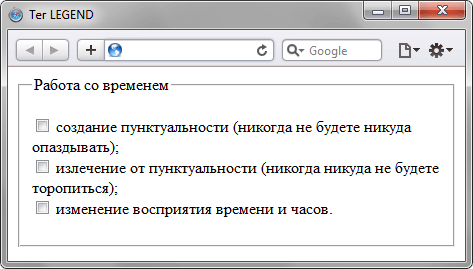 Тег LEGEND
Google
Работа со временем
создание пунктуальности (никогда не будете никуда
опаздывать);
излечение от пунктуальности (никогда никуда не будете
торопиться);
изменение восприятия времени и часов.